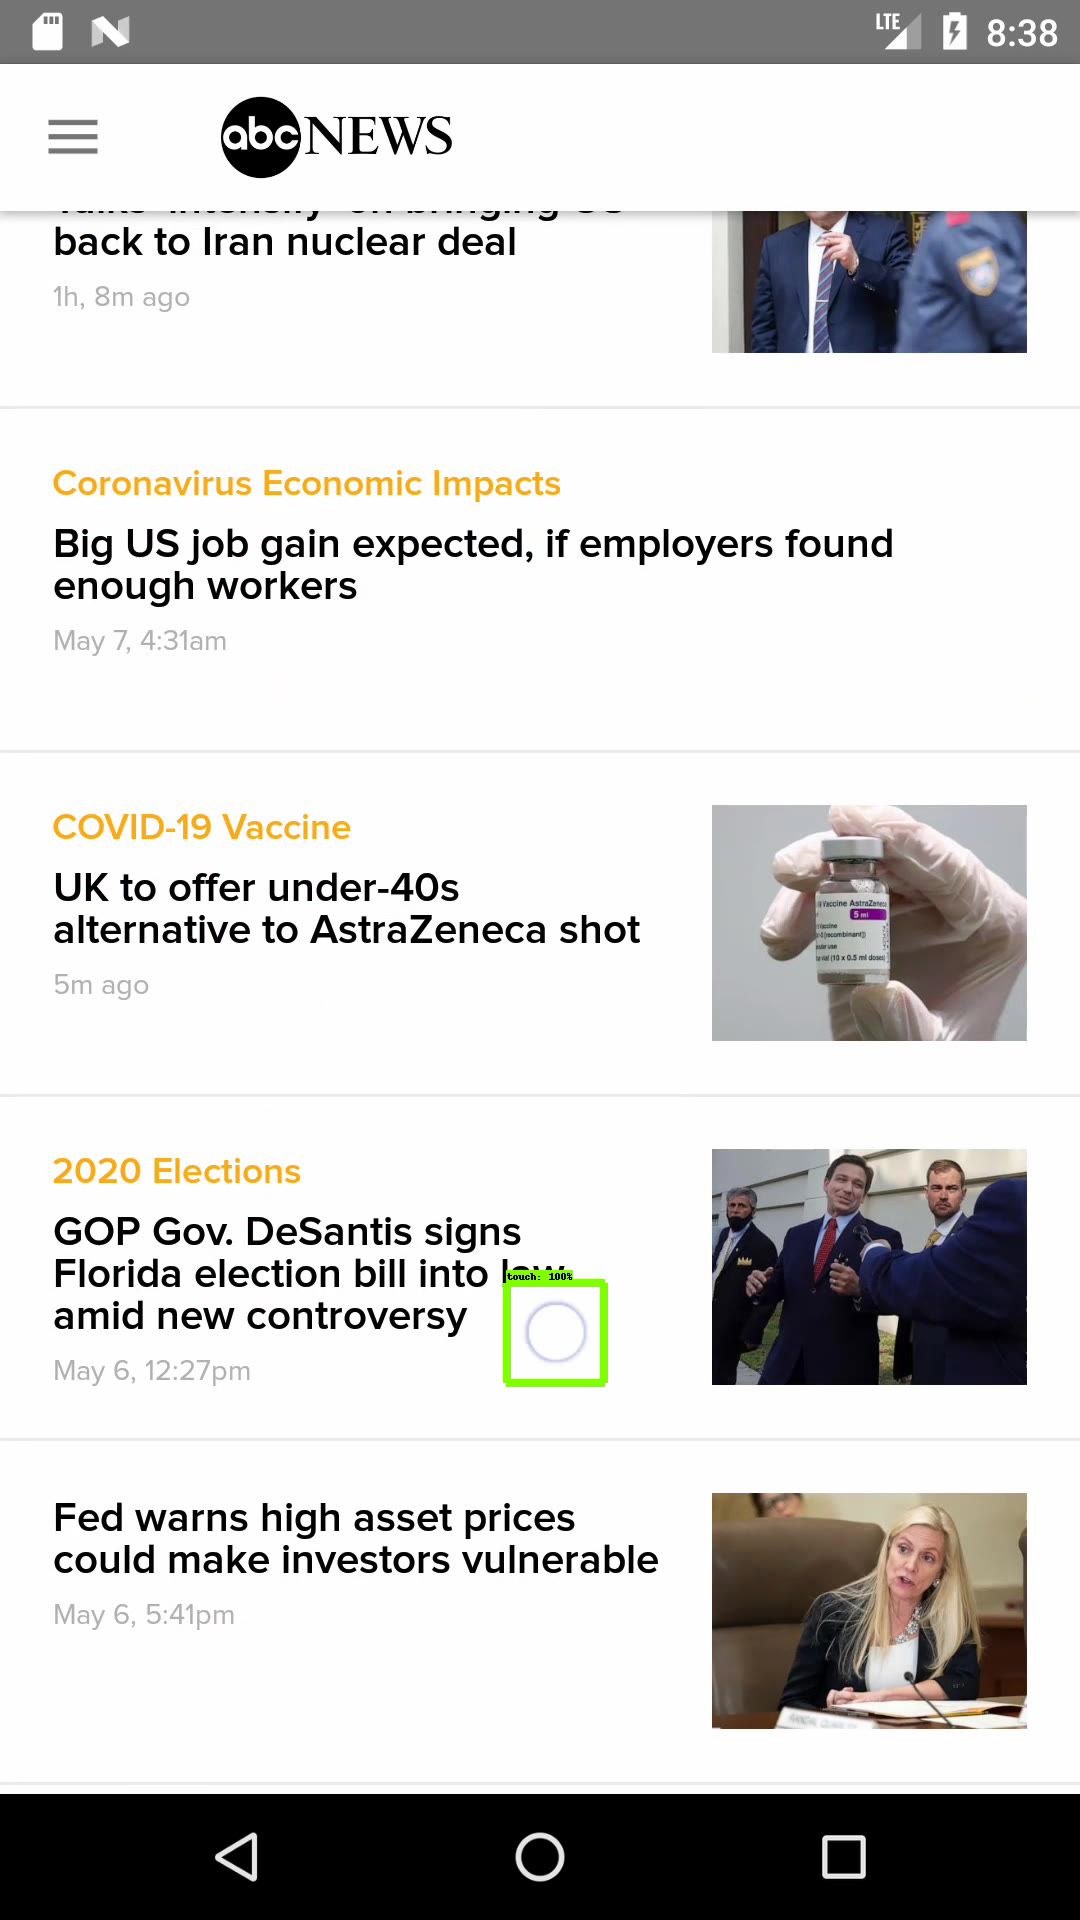 LTE 8:38
abc NEWS
back to Iran nuclear deal
1h, 8m ago
Coronavirus Economic Impacts
Big US job gain expected, if employers found
enough workers
May 7, 4:31am
COVID-19 Vaccine
UK to offer under-40s
alternative to AstraZeneca shot
5m ago
Vaccine AstraZeneca
5 ml
2020 Elections
GOP Gov. DeSantis signs
Florida election bill into law
touch: 100%
amid new controversy
May 6, 12:27pm
Fed warns high asset prices
could make investors vulnerable
May 6, 5:41pm